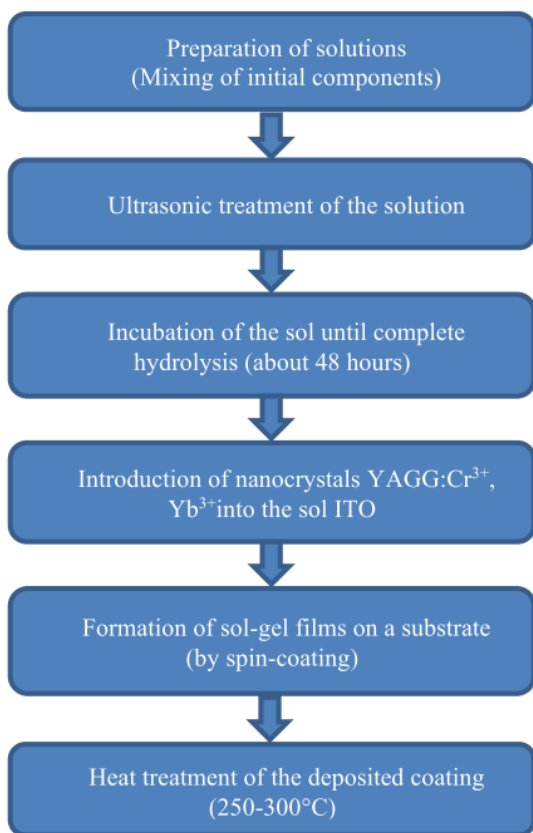 Preparation of solutions
(Mixing of initial components)
Ultrasonic treatment of the solution
Incubation of the sol until complete
hydrolysis (about 48 hours)
Introduction of nanocrystals YAGG:Cr³⁺,
Yb³⁺into the sol ITO
Formation of sol-gel films on a substrate
(by spin-coating)
Heat treatment of the deposited coating
(250-300°C)